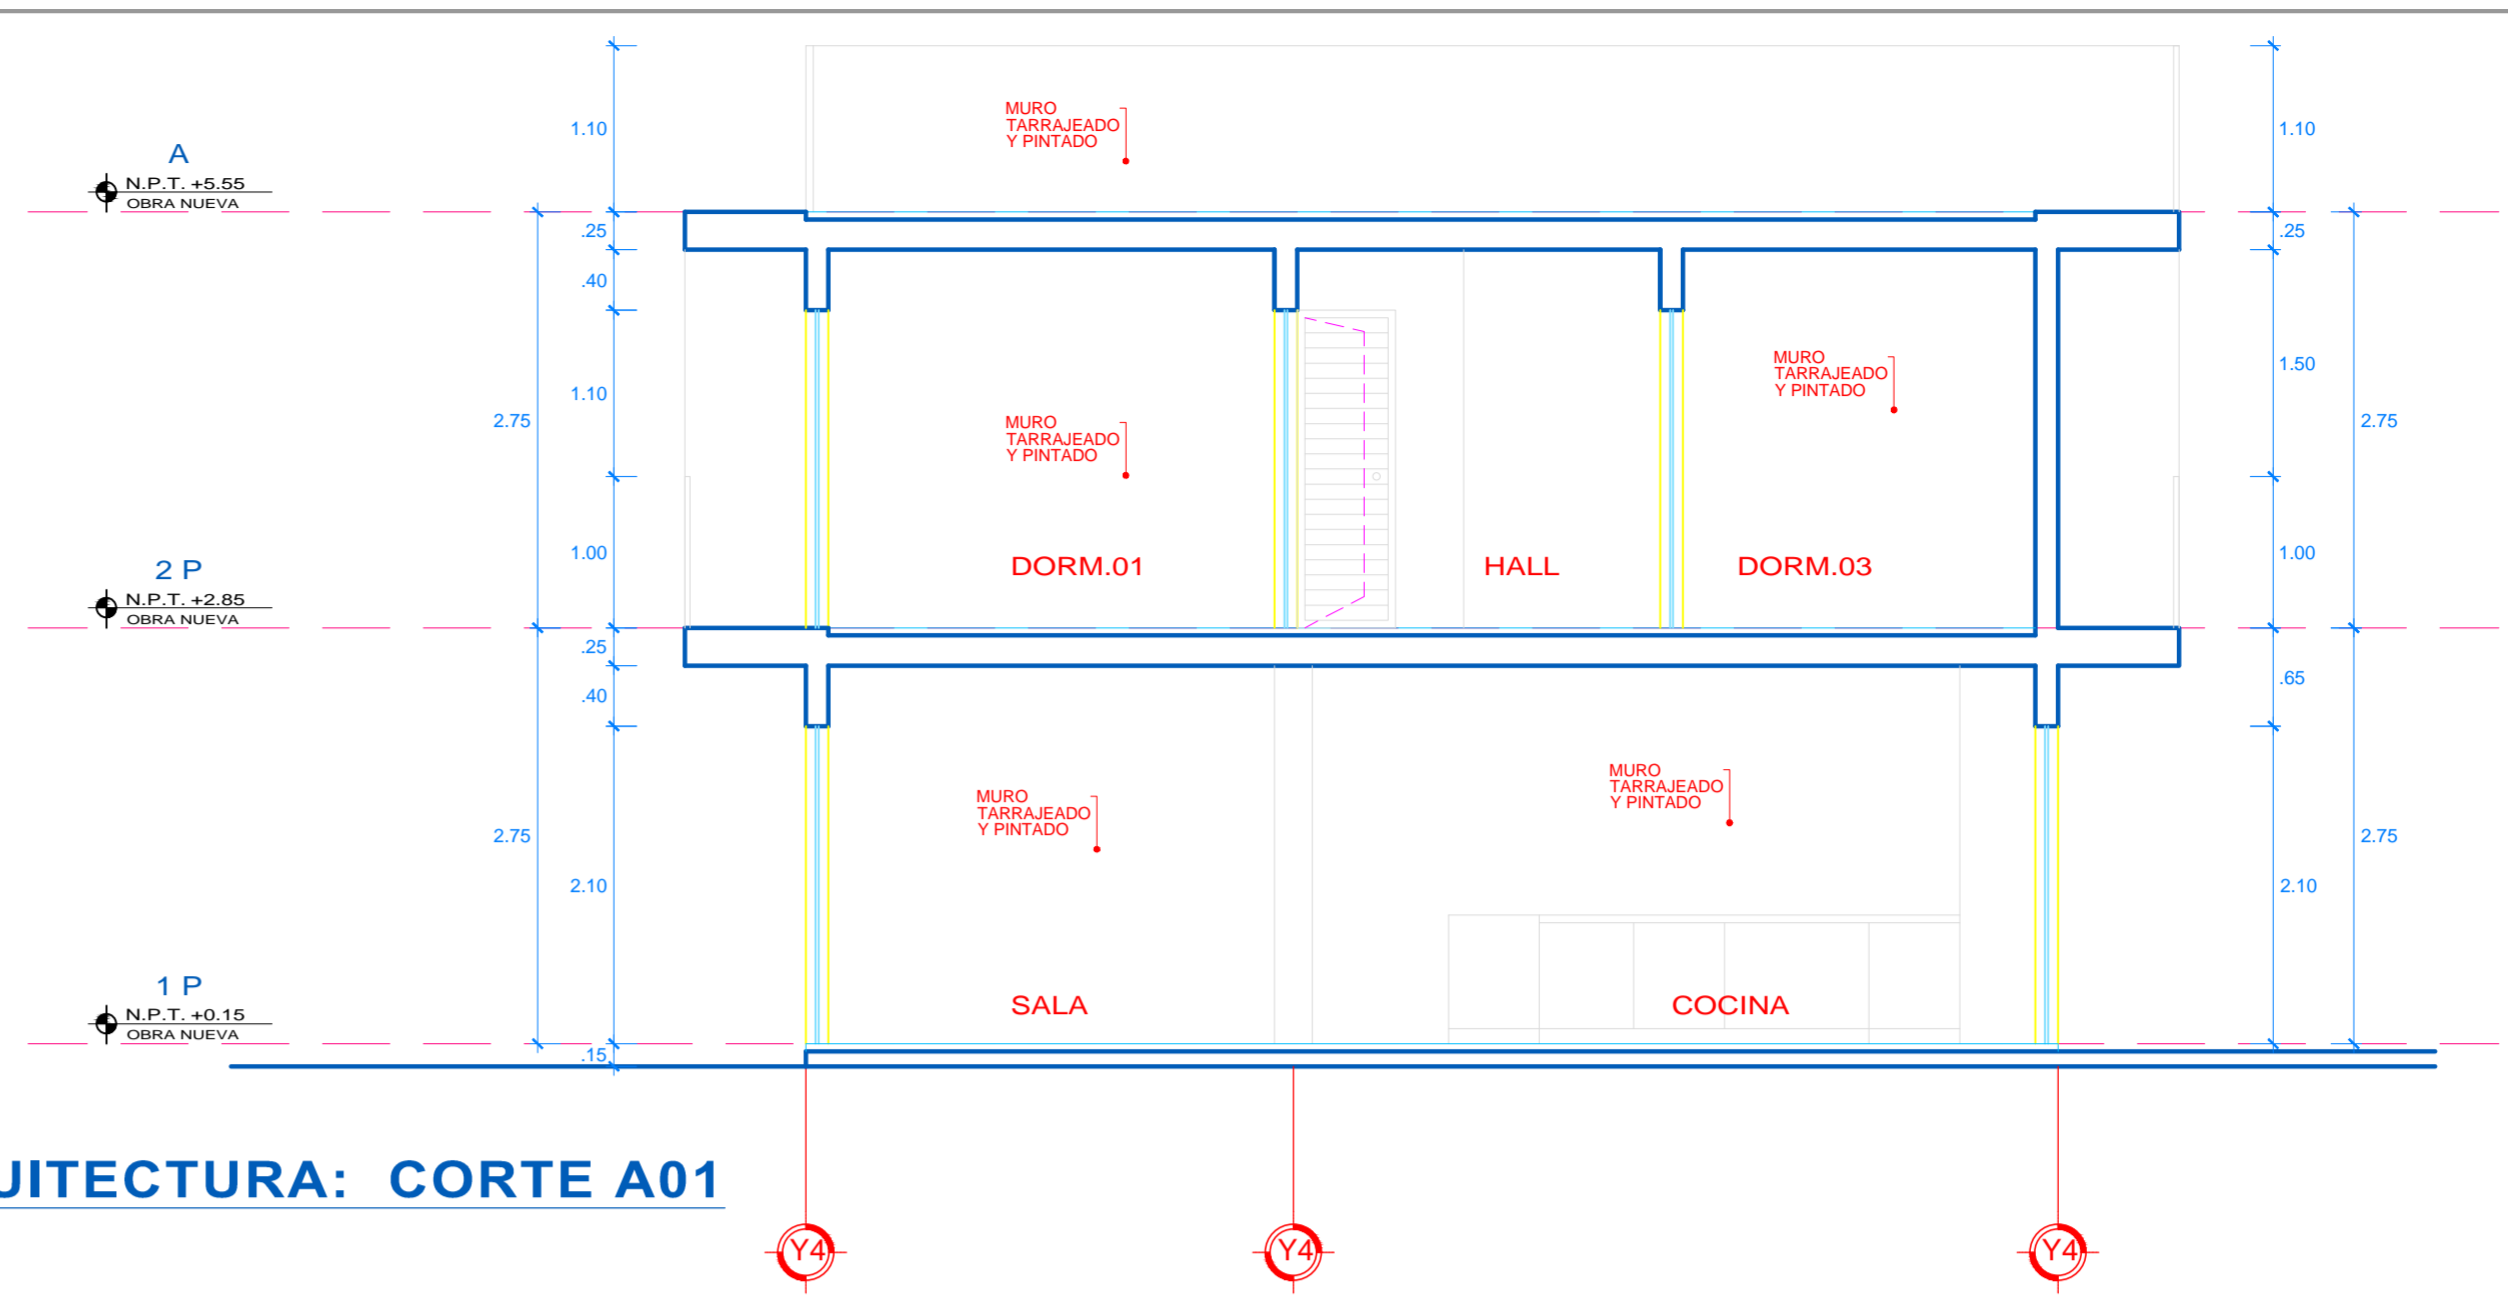 1.10
MURO
TARRAJEADO
Y PINTADO
1.10
A
N.P.T. +5.55
OBRA NUEVA
.25
.25
.40
1.10
2.75
MURO
TARRAJEADO
Y PINTADO
MURO
TARRAJEADO
Y PINTADO
1.50
2.75
1.00
DORM.01
HALL
DORM.03
1.00
2 P
N.P.T. +2.85
OBRA NUEVA
.25
.40
.65
2.75
MURO
TARRAJEADO
Y PINTADO
MURO
TARRAJEADO
Y PINTADO
2.75
2.10
2.10
1 P
N.P.T. +0.15
OBRA NUEVA
SALA
COCINA
.15
UITECTURA: CORTE A01
Y4
Y4
Y4